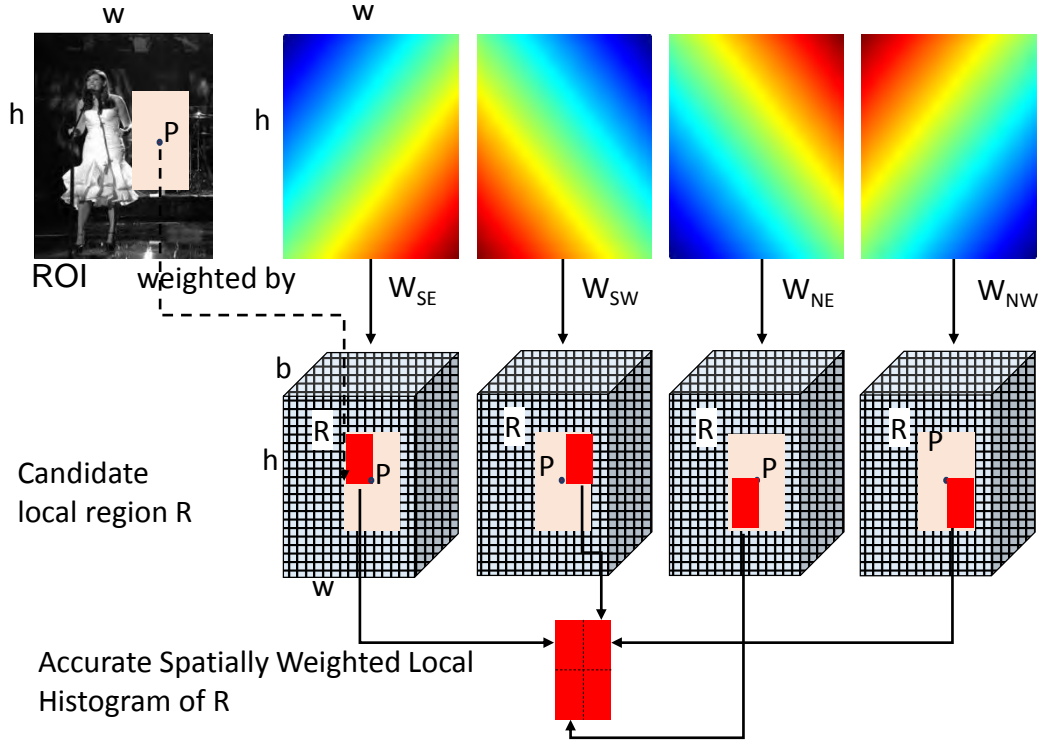 w
w
h
P
h
ROI
weighted by
W_SE
W_SW
W_NE
W_NW
b
R
R
R
R
P
h
P
P
P
Candidate
local region R
w
Accurate Spatially Weighted Local
Histogram of R